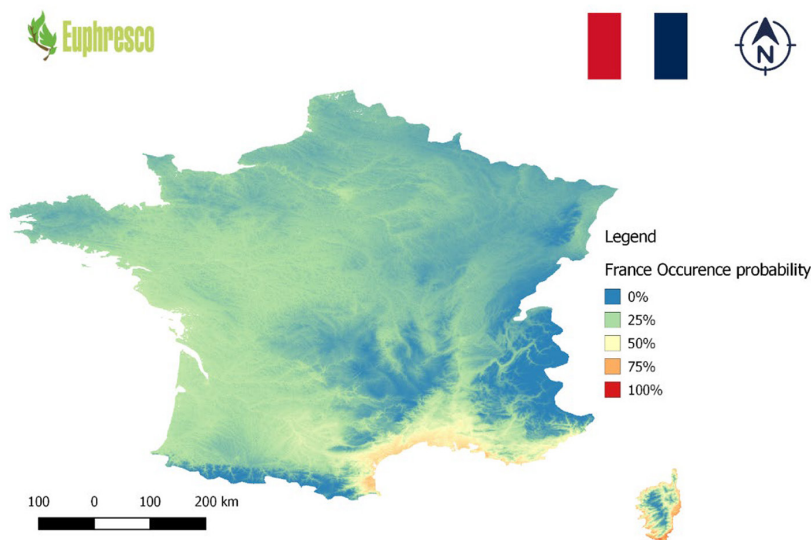 Euphresco
N
Legend
France Occurence probability
0%
25%
50%
75%
100%
100 0 100 200 km